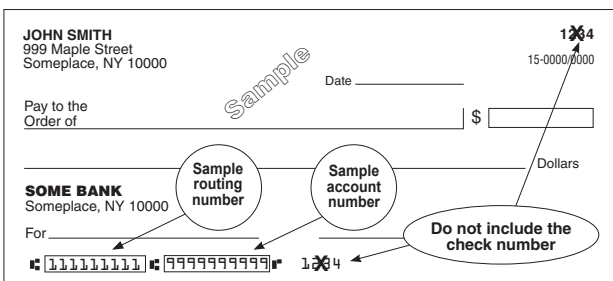 JOHN SMITH 1234
999 Maple Street 15-0000/0000
Someplace, NY 10000
Sample
Date
Pay to the
Order of $
Dollars
Sample routing number
Sample account number
SOME BANK
Someplace, NY 10000
Do not include the check number
For
⑆111111111⑆ 9999999999⑈ 1234